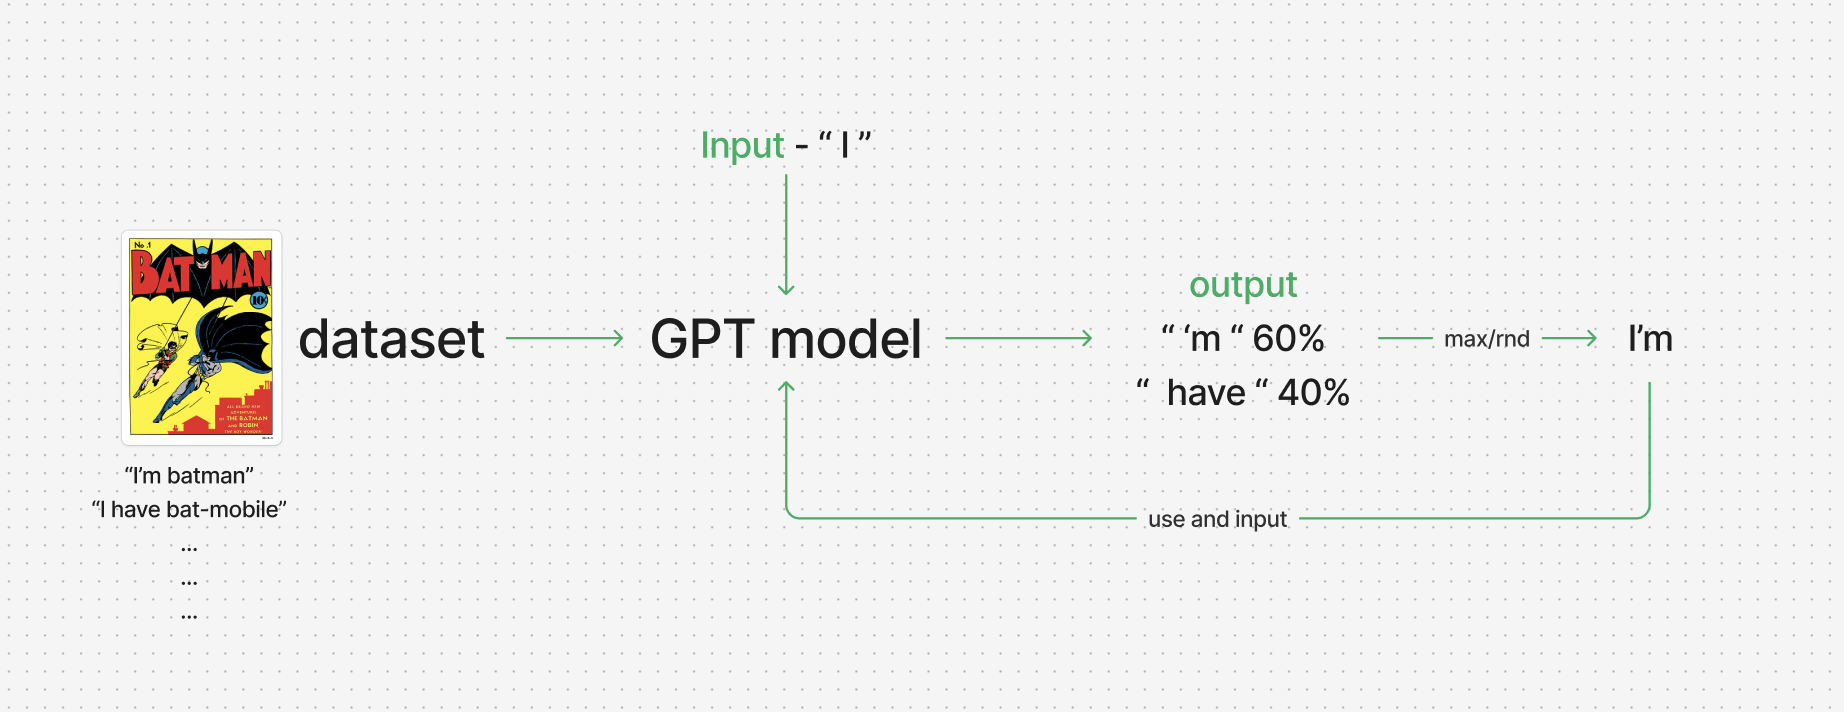 Input - “ I ”
No .1
BATMAN
10¢
ALL BRAND NEW
ADVENTURES
OF THE BATMAN
AND ROBIN
THE BOY WONDER!
dataset
GPT model
output
“ ‘m “ 60%
“  have “ 40%
max/rnd
I’m
“I’m batman”
“I have bat-mobile”
...
...
...
use and input